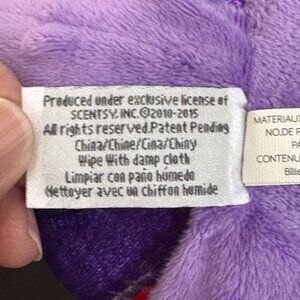 Produced under exclusive license of
SCENTSY, INC.©2010-2015
All rights reserved.Patent Pending
China/Chine/Cina/Chiny
Wipe With damp cloth
Limpiar con paño humedo
Nettoyer avec un chiffon humide
MATERIAUX
NO.DE P
PA
CONTENU
Bille